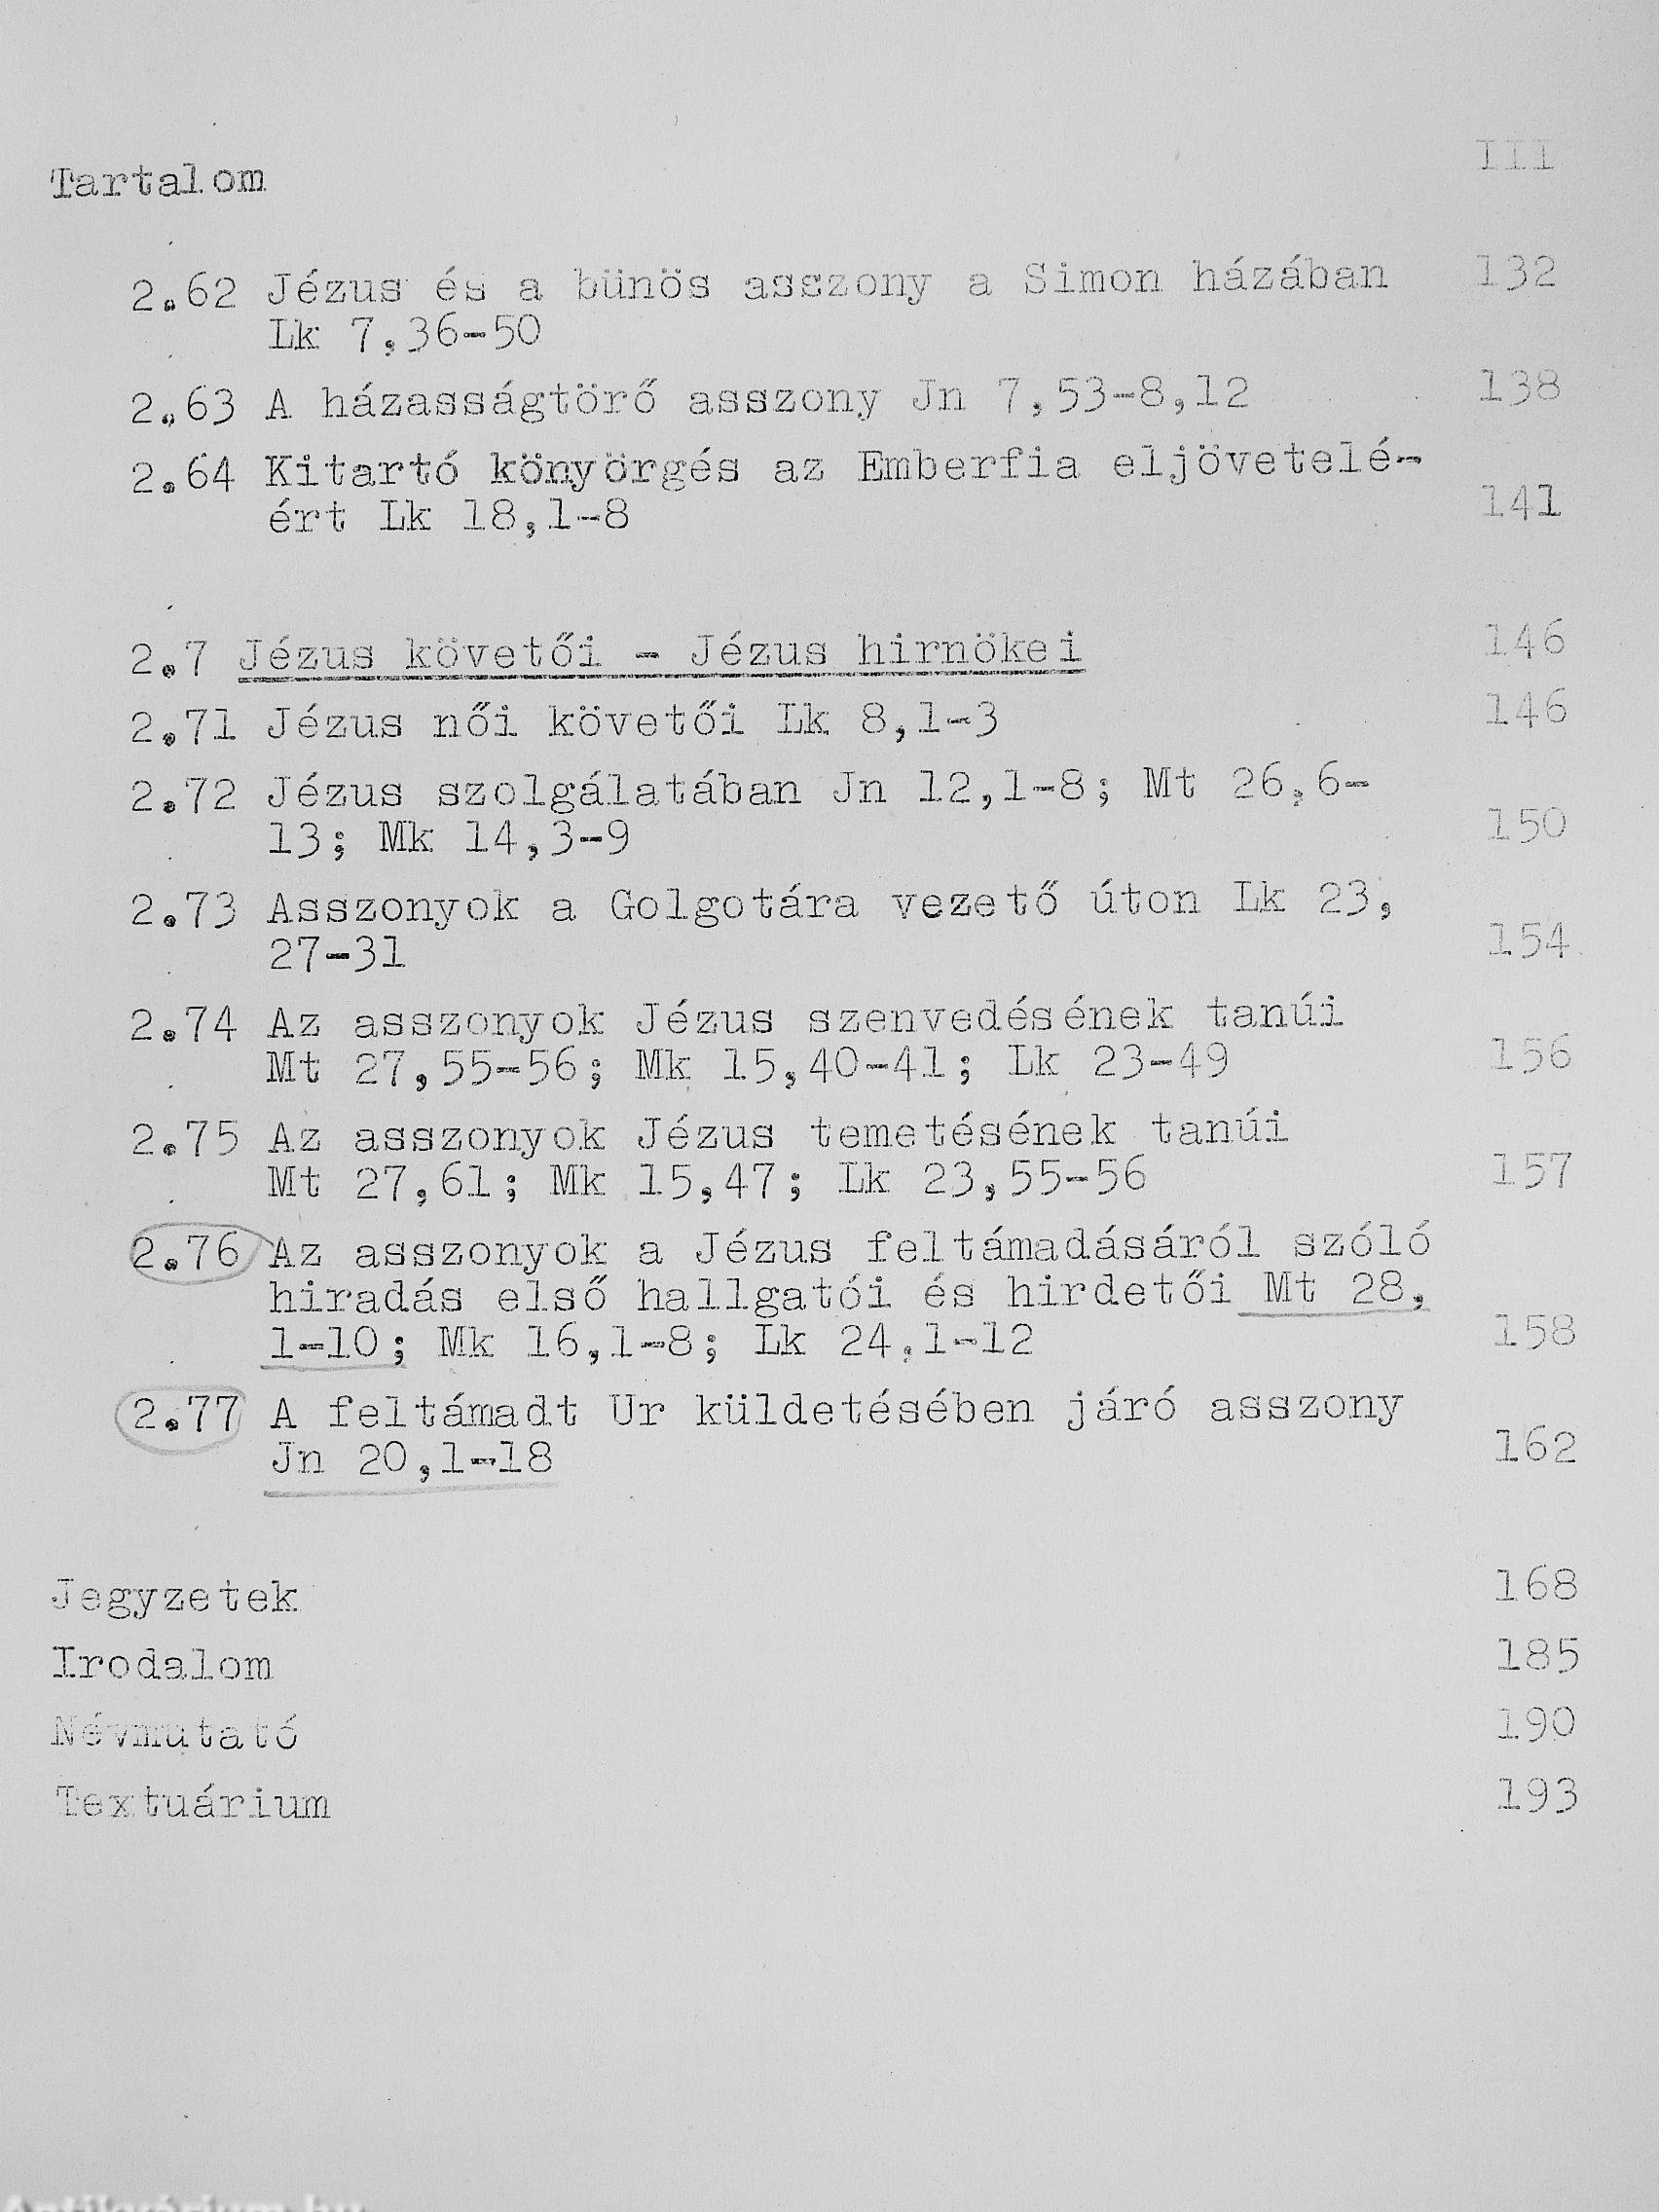 Tartalom III
2.62 Jézus és a bünös asszony a Simon házában 132
Lk 7,36-50
2.63 A házasságtörő asszony Jn 7,53-8,12 138
2.64 Kitartó könyörgés az Emberfia eljövetelé-
ért Lk 18,1-8 141
2.7 Jézus követői - Jézus hirnökei 146
2.71 Jézus női követői Lk 8,1-3 146
2.72 Jézus szolgálatában Jn 12,1-8; Mt 26,6-
13; Mk 14,3-9 150
2.73 Asszonyok a Golgotára vezető úton Lk 23,
27-31 154
2.74 Az asszonyok Jézus szenvedésének tanúi
Mt 27,55-56; Mk 15,40-41; Lk 23-49 156
2.75 Az asszonyok Jézus temetésének tanúi
Mt 27,61; Mk 15,47; Lk 23,55-56 157
2.76 Az asszonyok a Jézus feltámadásáról szóló
hiradás első hallgatói és hirdetői Mt 28,
1-10; Mk 16,1-8; Lk 24,1-12 158
2.77 A feltámadt Ur küldetésében járó asszony
Jn 20,1-18 162
Jegyzetek 168
Irodalom 185
Névmutató 190
Textuárium 193